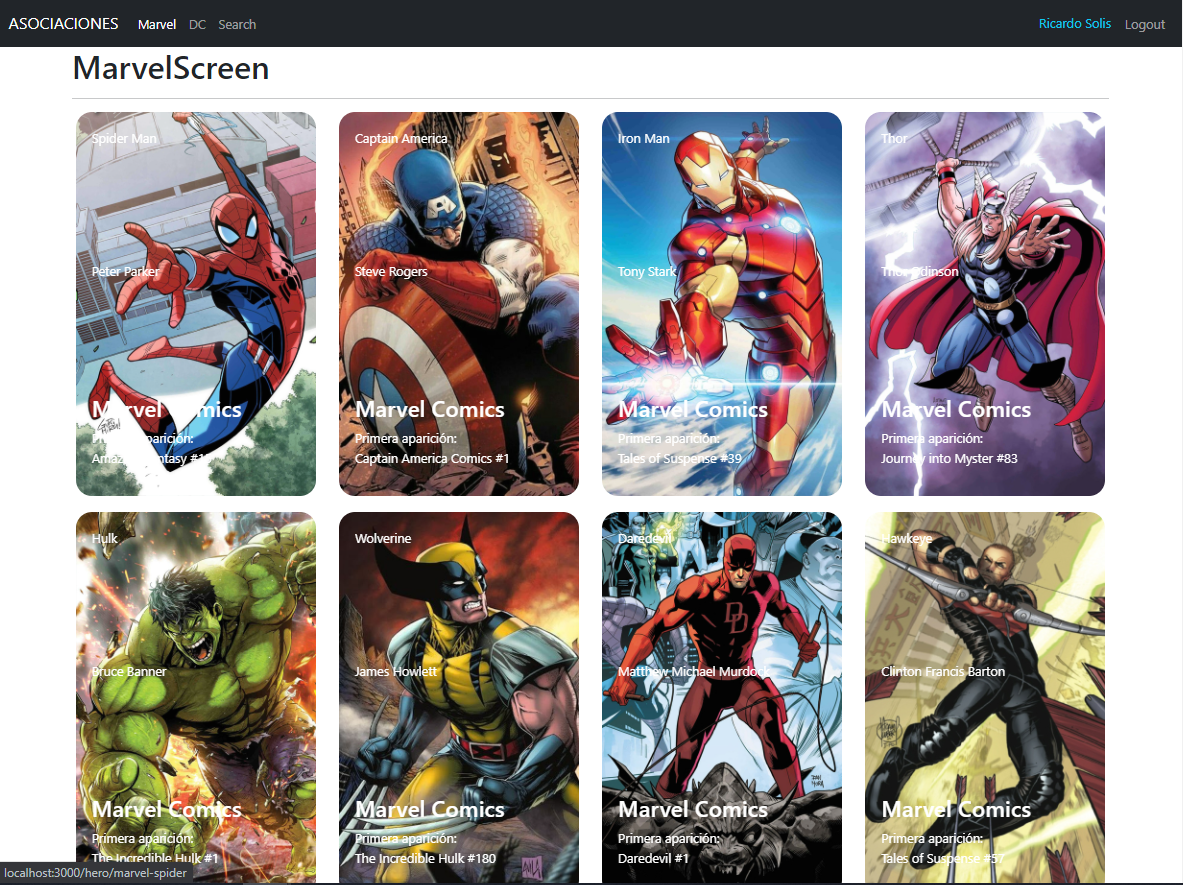 ASOCIACIONES Marvel DC Search Ricardo Solis Logout
MarvelScreen
Spider Man
Peter Parker
Marvel Comics
Primera aparición:
Amazing Fantasy #15
Captain America
Steve Rogers
Marvel Comics
Primera aparición:
Captain America Comics #1
Iron Man
Tony Stark
Marvel Comics
Primera aparición:
Tales of Suspense #39
Thor
Thor Odinson
Marvel Comics
Primera aparición:
Journey into Myster #83
Hulk
Bruce Banner
Marvel Comics
Primera aparición:
The Incredible Hulk #1
Wolverine
James Howlett
Marvel Comics
Primera aparición:
The Incredible Hulk #180
Daredevil
Matthew Michael Murdock
Marvel Comics
Primera aparición:
Daredevil #1
DD
Hawkeye
Clinton Francis Barton
Marvel Comics
Primera aparición:
Tales of Suspense #57
localhost:3000/hero/marvel-spider